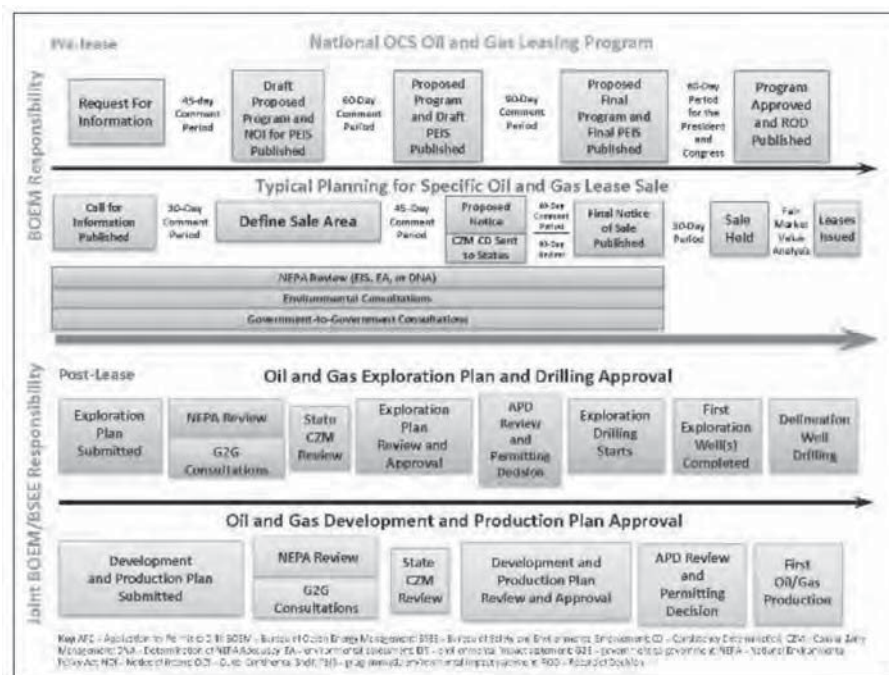 Pre-lease
National OCS Oil and Gas Leasing Program
BOEM Responsibility
Request For
Information
45-day
Comment
Period
Draft
Proposed
Program and
NOI for PEIS
Published
60-Day
Comment
Period
Proposed
Program
and Draft
PEIS
Published
90-Day
Comment
Period
Proposed
Final
Program and
Final PEIS
Published
60-Day
Period
for the
President
and
Congress
Program
Approved
and ROD
Published
Typical Planning for Specific Oil and Gas Lease Sale
Call for
Information
Published
30-Day
Comment
Period
Define Sale Area
45-Day
Comment
Period
Proposed
Notice
CZM CD Sent
to States
60-Day
Comment
Period
Review
Final Notice
of Sale
Published
30-Day
Period
Sale
Held
Fair
Market
Value
Analysis
Leases
Issued
NEPA Review (EIS, EA, or DNA)
Environmental Consultations
Government-to-Government Consultations
Joint BOEM/BSEE Responsibility
Post-Lease
Oil and Gas Exploration Plan and Drilling Approval
Exploration
Plan
Submitted
NEPA Review
G2G
Consultations
State
CZM
Review
Exploration
Plan
Review and
Approval
APD
Review
and
Permitting
Decision
Exploration
Drilling
Starts
First
Exploration
Well(s)
Completed
Delineation
Well
Drilling
Oil and Gas Development and Production Plan Approval
Development
and Production Plan
Submitted
NEPA Review
G2G
Consultations
State
CZM
Review
Development and
Production Plan
Review and Approval
APD Review
and
Permitting
Decision
First
Oil/Gas
Production